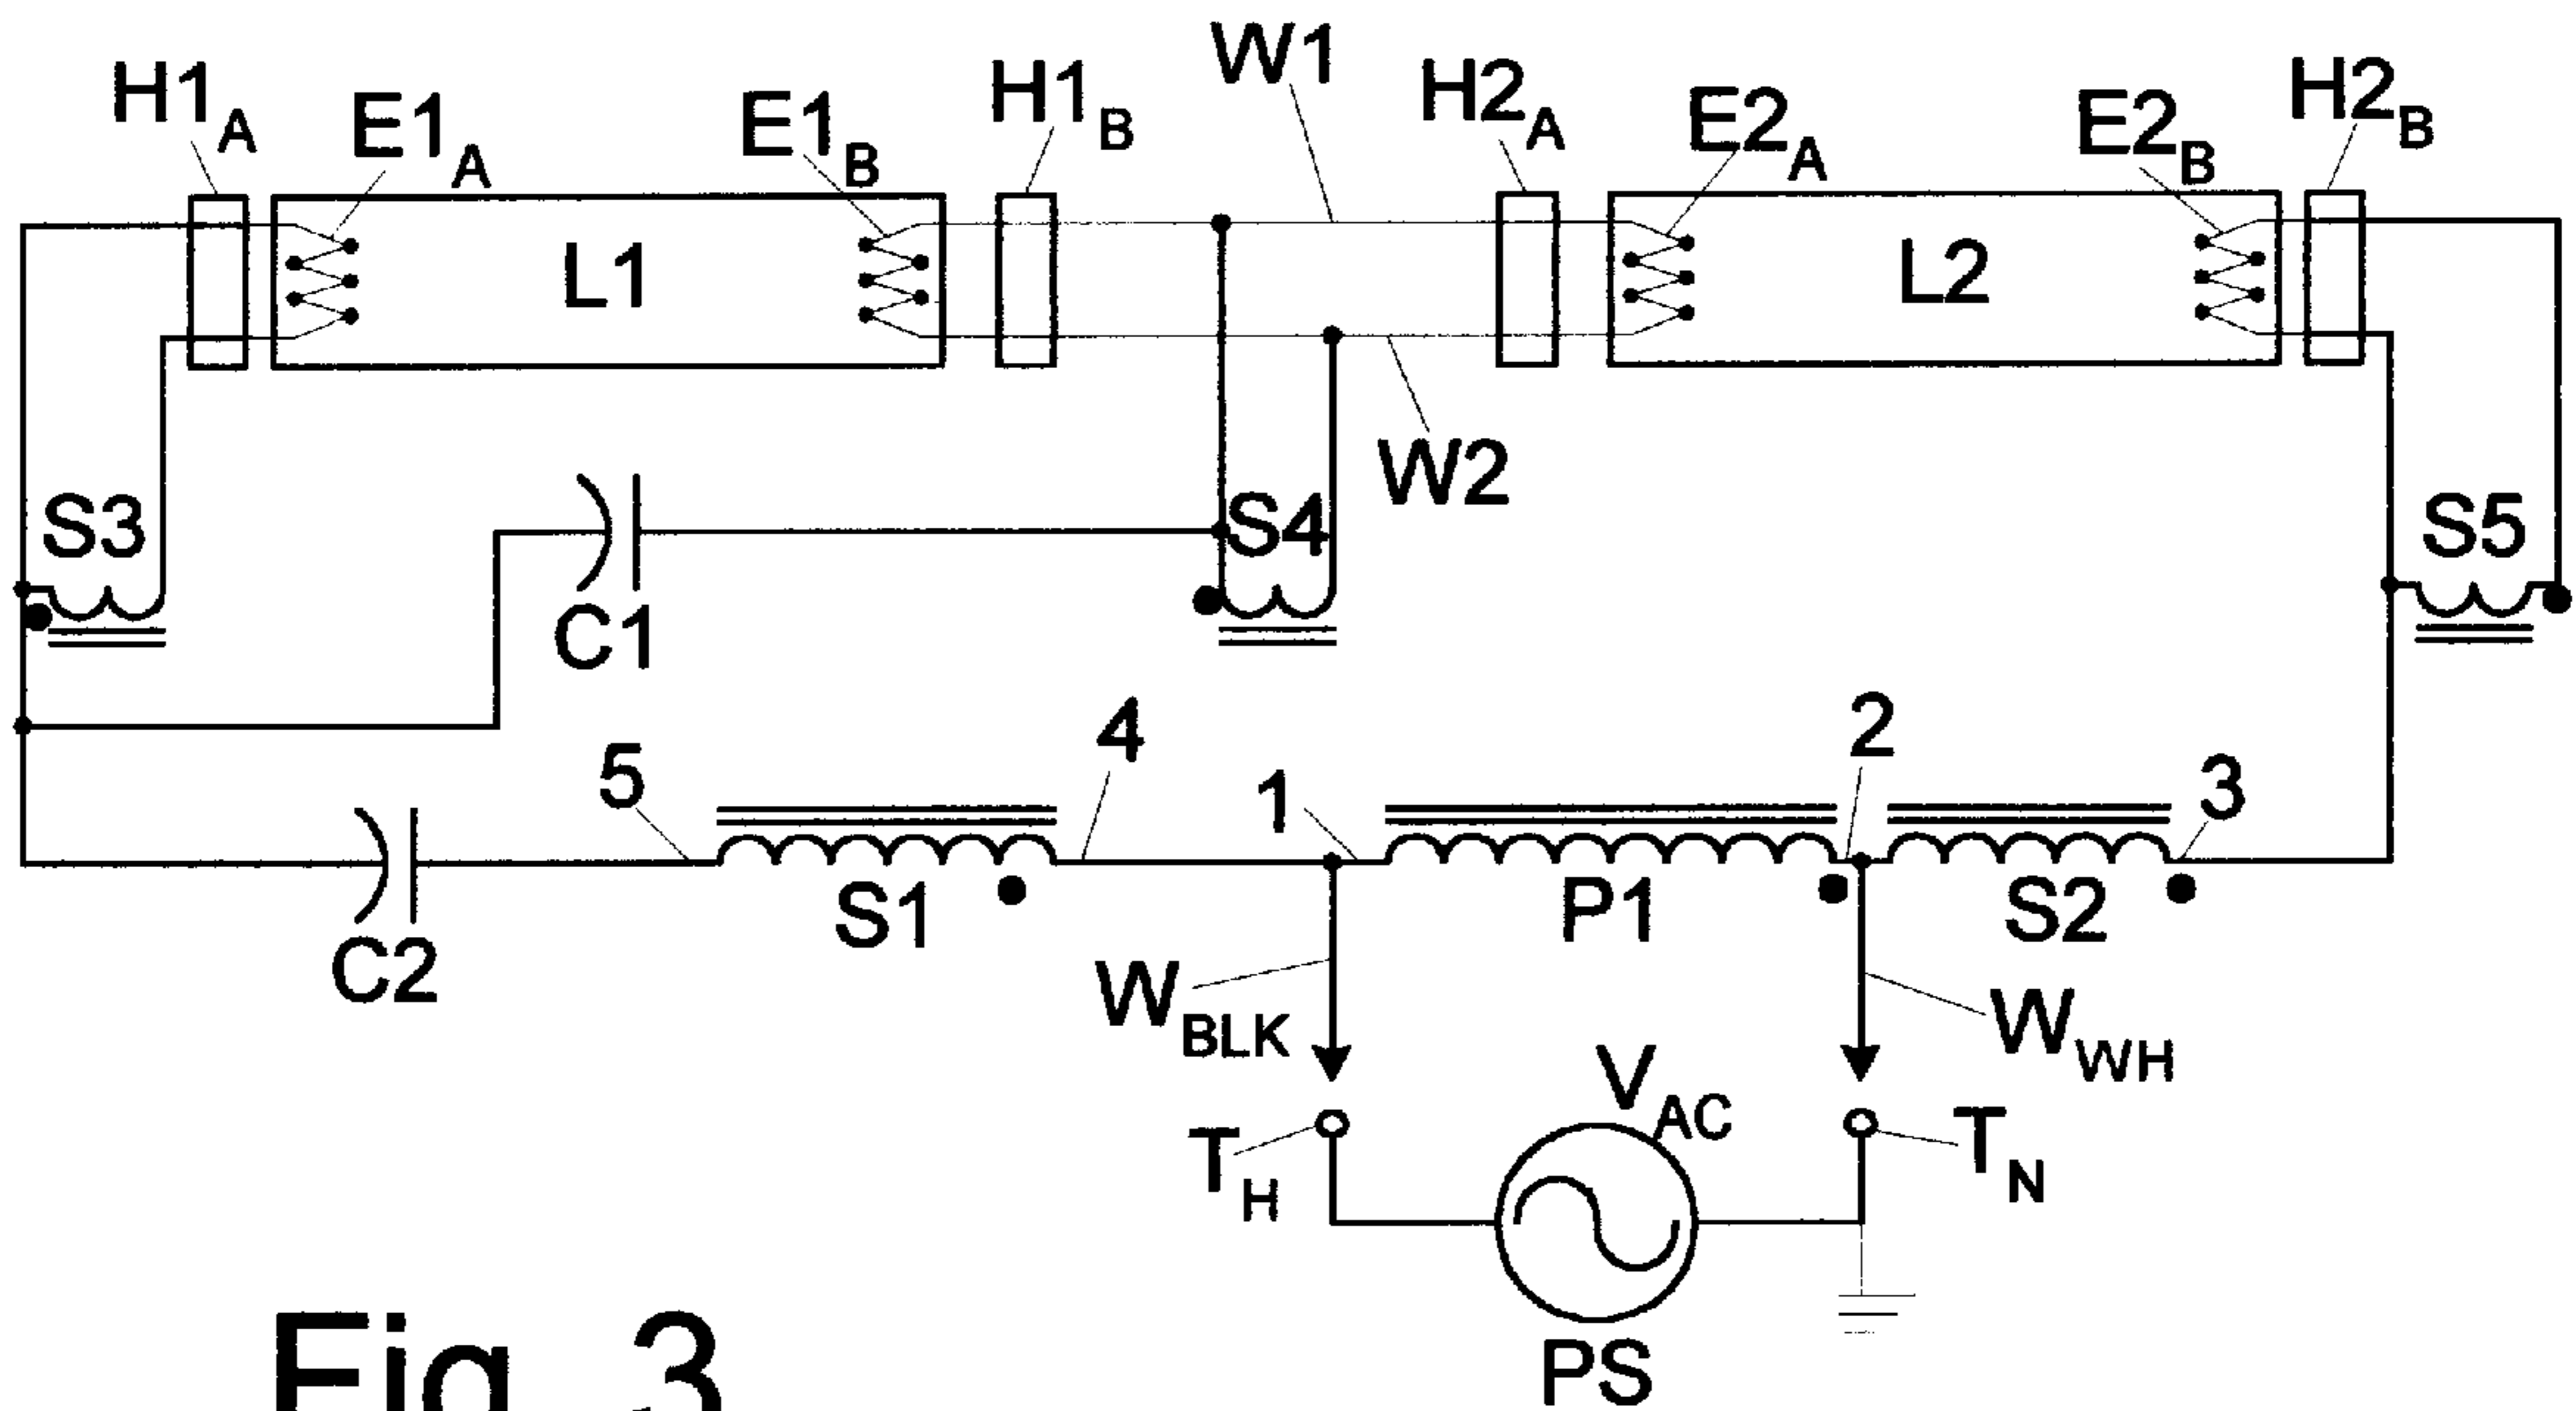 W1
H1A
H1B
H2A
H2B
E1A
E1B
E2A
E2B
L1
L2
W2
S3
S4
S5
C1
5
4
1
2
3
C2
S1
P1
S2
WBLK
WWH
VAC
TH
TN
PS
Fig. 3